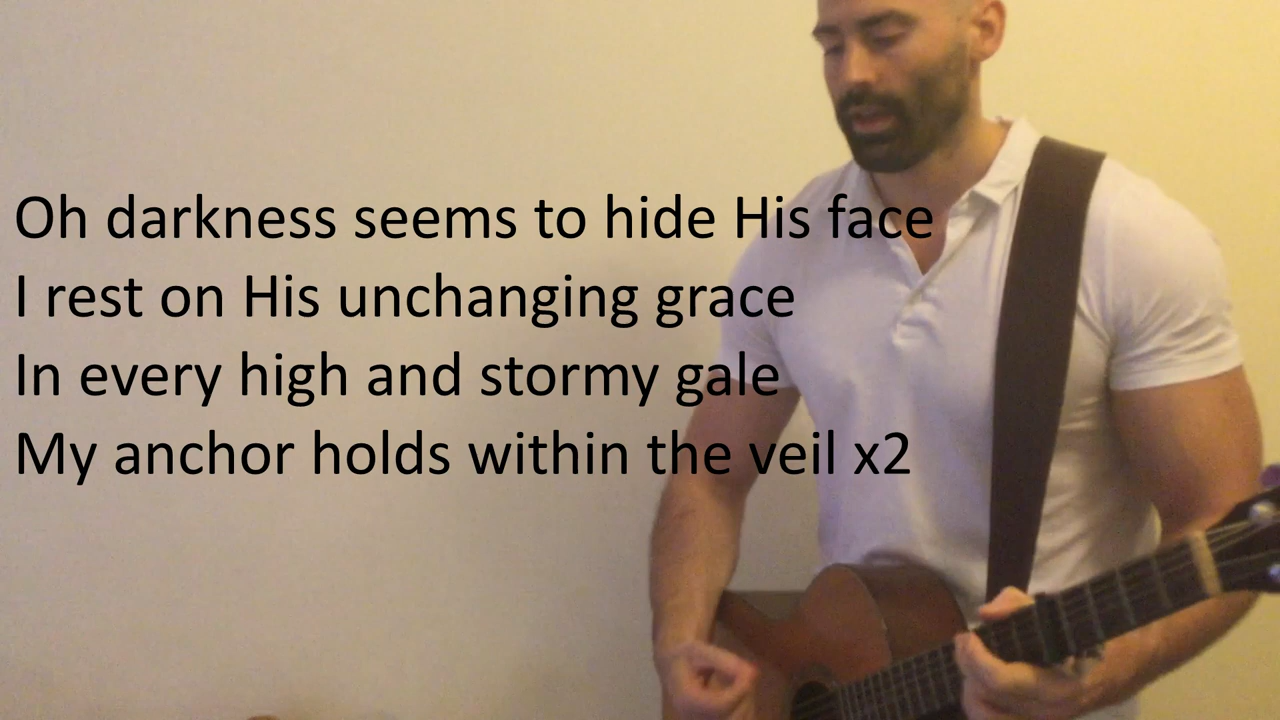 Oh darkness seems to hide His face
I rest on His unchanging grace
In every high and stormy gale
My anchor holds within the veil x2